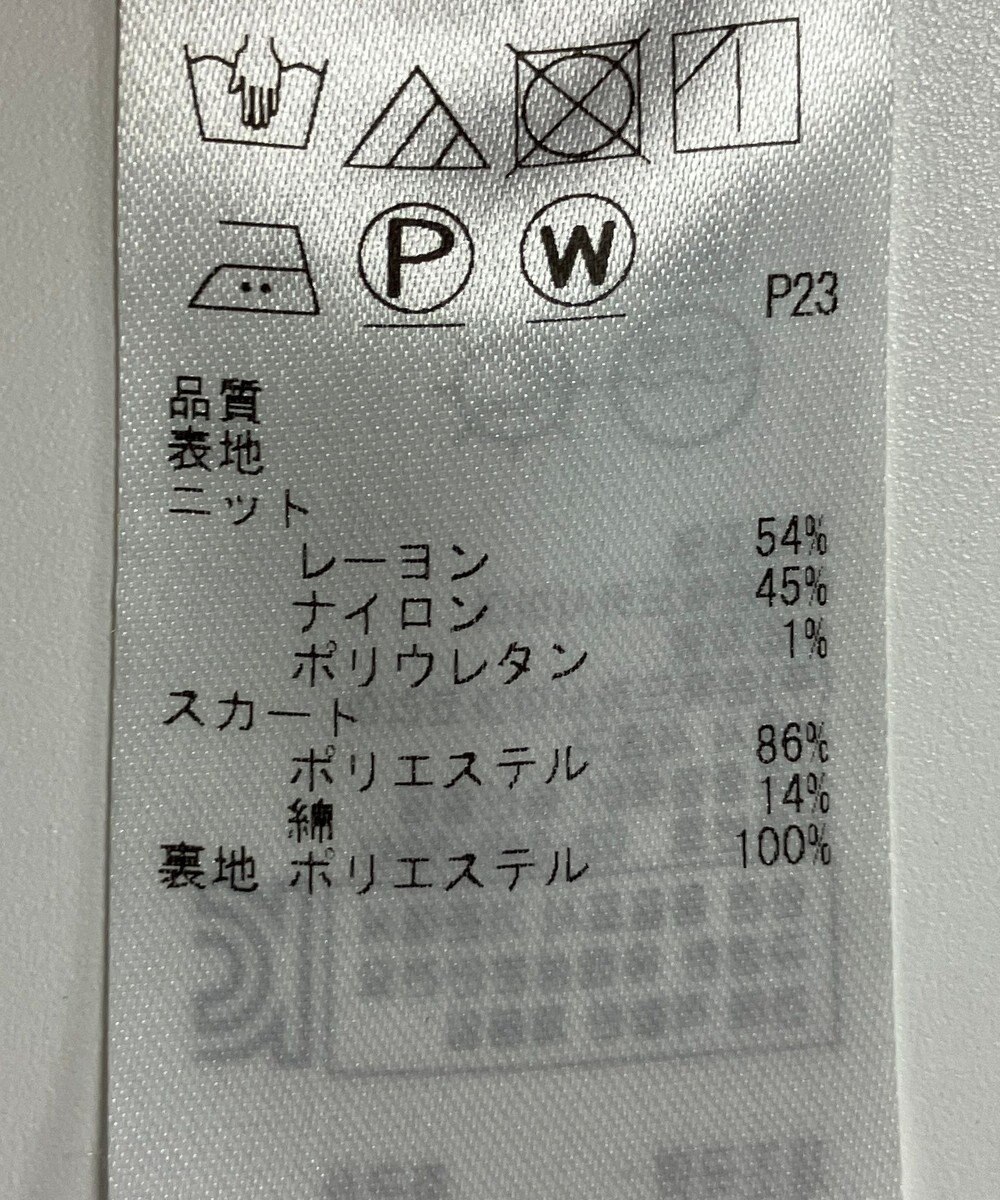 P W
P23
品質
表地
ニット
レーヨン 54%
ナイロン 45%
ポリウレタン 1%
スカート
ポリエステル 86%
綿 14%
裏地 ポリエステル 100%